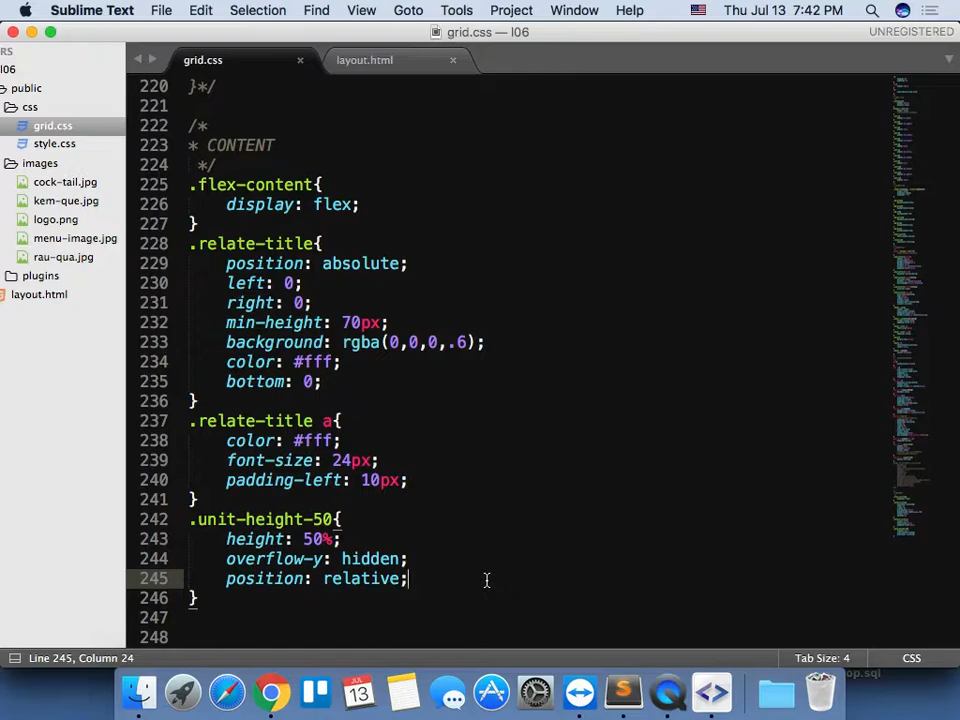 Sublime Text File Edit Selection Find View Goto Tools Project Window Help Thu Jul 13 7:42 PM
grid.css — l06 UNREGISTERED
RS
l06
public
css
grid.css
style.css
images
cock-tail.jpg
kem-que.jpg
logo.png
menu-image.jpg
rau-qua.jpg
plugins
layout.html
grid.css × layout.html ×
220 }*/
221
222 /*
223 * CONTENT
224 */
225 .flex-content{
226 display: flex;
227 }
228 .relate-title{
229 position: absolute;
230 left: 0;
231 right: 0;
232 min-height: 70px;
233 background: rgba(0,0,0,.6);
234 color: #fff;
235 bottom: 0;
236 }
237 .relate-title a{
238 color: #fff;
239 font-size: 24px;
240 padding-left: 10px;
241 }
242 .unit-height-50{
243 height: 50%;
244 overflow-y: hidden;
245 position: relative;
246 }
247
248
Line 245, Column 24 Tab Size: 4 CSS
op.sql
JUL
13